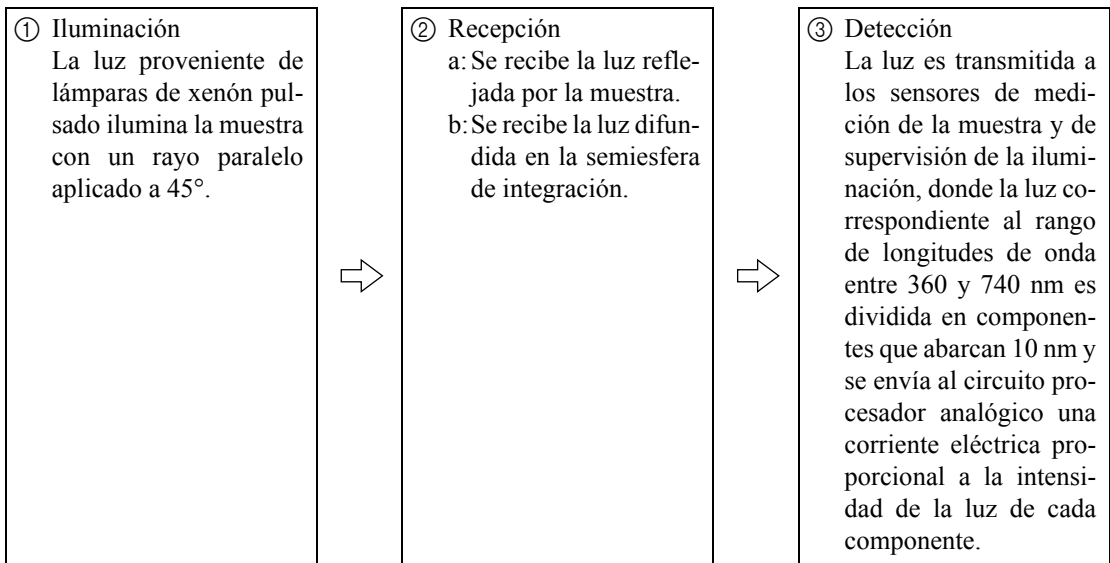 ① Iluminación
La luz proveniente de
lámparas de xenón pul-
sado ilumina la muestra
con un rayo paralelo
aplicado a 45°.
② Recepción
a: Se recibe la luz refle-
jada por la muestra.
b: Se recibe la luz difun-
dida en la semiesfera
de integración.
③ Detección
La luz es transmitida a
los sensores de medi-
ción de la muestra y de
supervisión de la ilumi-
nación, donde la luz co-
rrespondiente al rango
de longitudes de onda
entre 360 y 740 nm es
dividida en componen-
tes que abarcan 10 nm y
se envía al circuito pro-
cesador analógico una
corriente eléctrica pro-
porcional a la intensi-
dad de la luz de cada
componente.